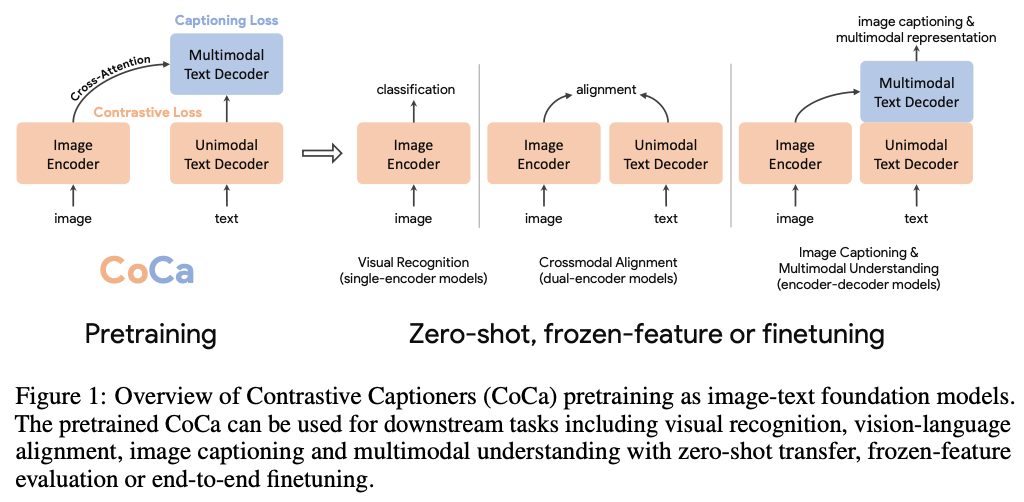 Captioning Loss
Multimodal
Text Decoder
Cross-Attention
Contrastive Loss
Image
Encoder
Unimodal
Text Decoder
image
text
CoCa
Pretraining
classification
Image
Encoder
image
Visual Recognition
(single-encoder models)
alignment
Image
Encoder
Unimodal
Text Decoder
image
text
Crossmodal Alignment
(dual-encoder models)
image captioning &
multimodal representation
Multimodal
Text Decoder
Image
Encoder
Unimodal
Text Decoder
image
text
Image Captioning &
Multimodal Understanding
(encoder-decoder models)
Zero-shot, frozen-feature or finetuning
Figure 1: Overview of Contrastive Captioners (CoCa) pretraining as image-text foundation models.
The pretrained CoCa can be used for downstream tasks including visual recognition, vision-language
alignment, image captioning and multimodal understanding with zero-shot transfer, frozen-feature
evaluation or end-to-end finetuning.